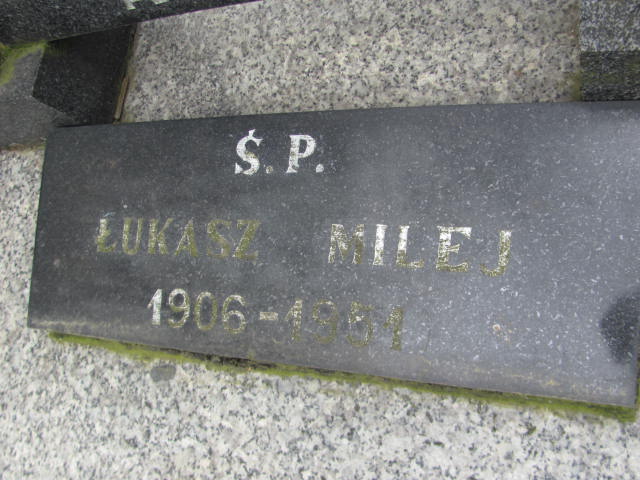 Ś. P.
ŁUKASZ MILEJ
1906-1951